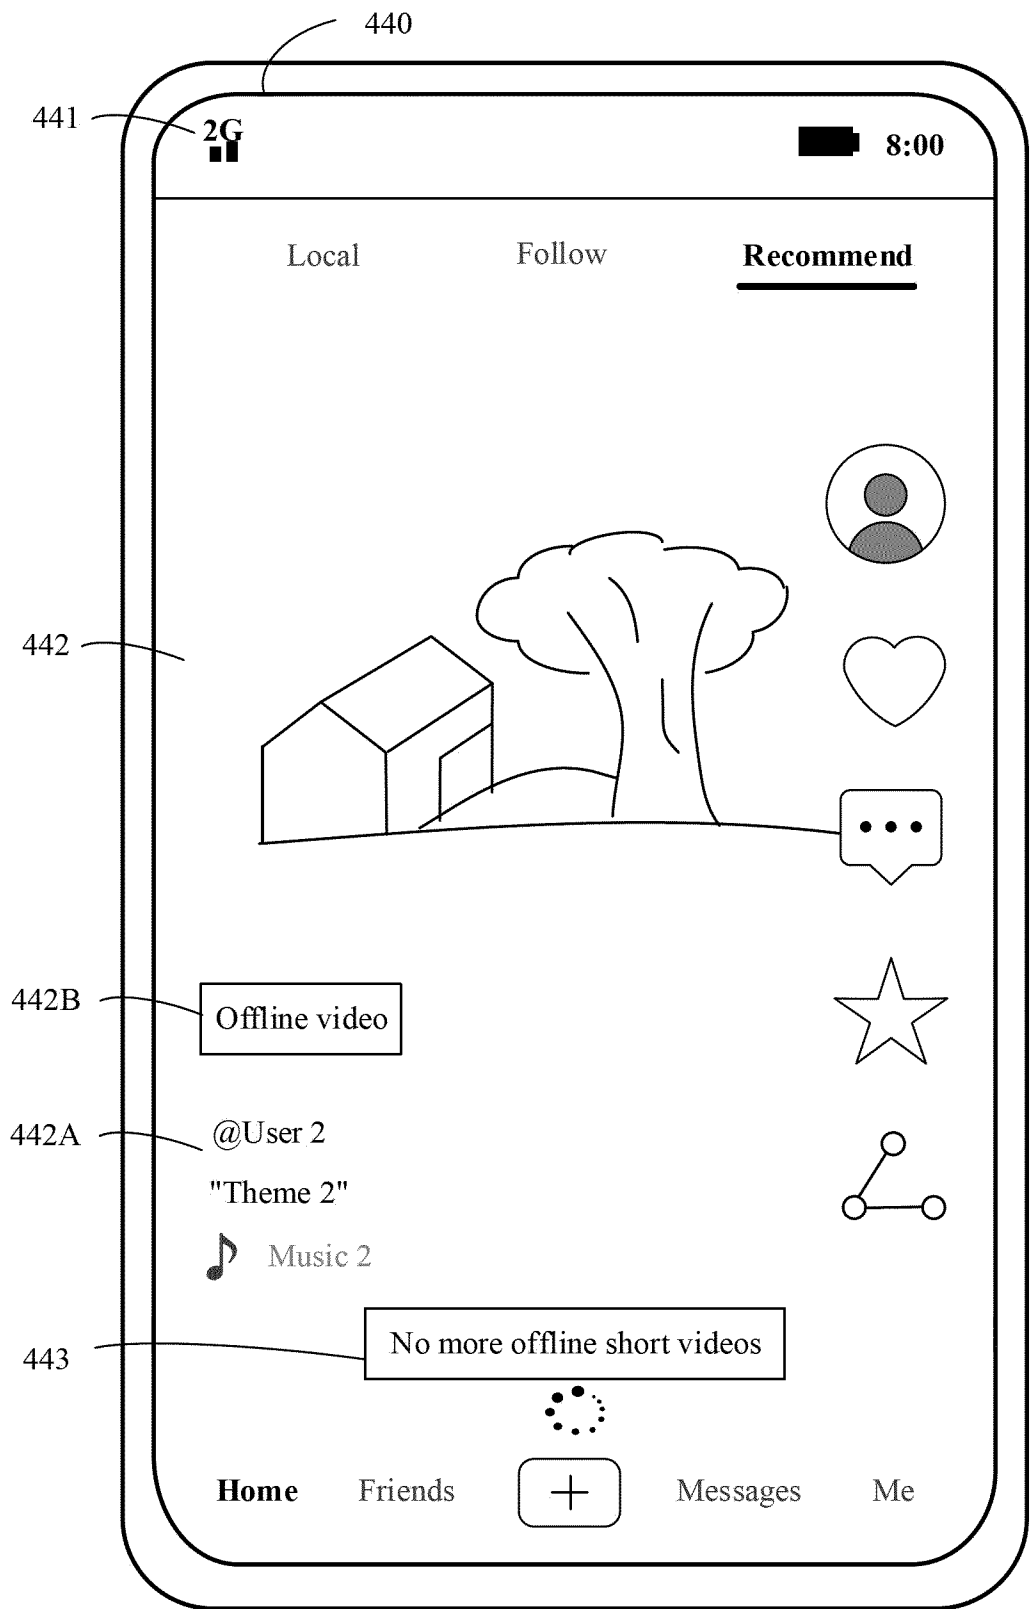 440
441
2G
8:00
Local Follow Recommend
442
442B
Offline video
442A
@User 2
"Theme 2"
Music 2
443
No more offline short videos
Home Friends + Messages Me